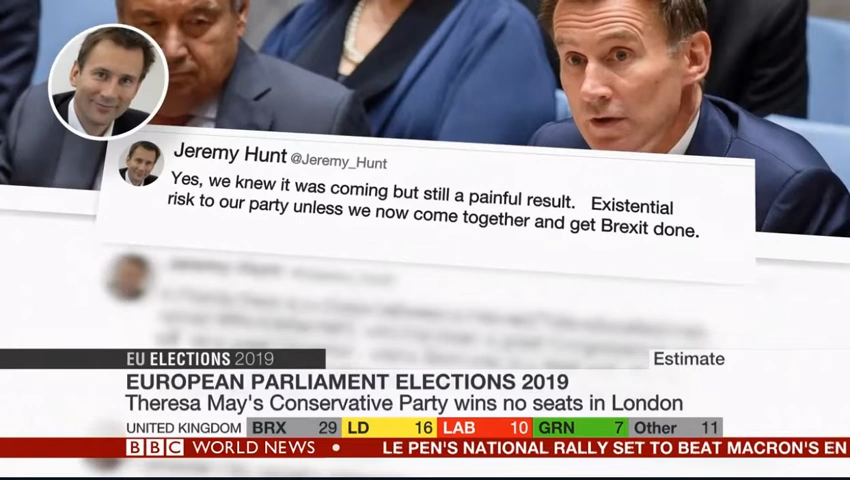 Jeremy Hunt @Jeremy_Hunt
Yes, we knew it was coming but still a painful result. Existential
risk to our party unless we now come together and get Brexit done.
EU ELECTIONS 2019
Estimate
EUROPEAN PARLIAMENT ELECTIONS 2019
Theresa May's Conservative Party wins no seats in London
UNITED KINGDOM BRX 29 LD 16 LAB 10 GRN 7 Other 11
BBC WORLD NEWS • LE PEN'S NATIONAL RALLY SET TO BEAT MACRON'S EN